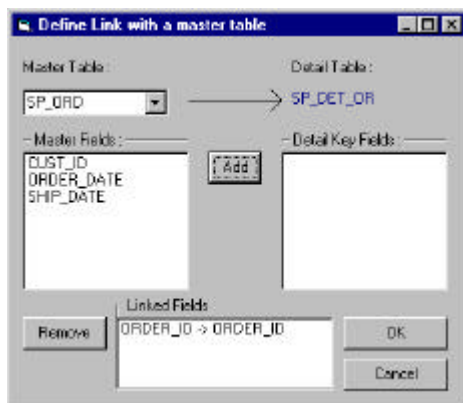 Define Link with a master table
Master Table :
Detail Table :
SP_ORD
SP_DET_OR
Master Fields :
Detail Key Fields :
CUST_ID
ORDER_DATE
SHIP_DATE
Add
Linked Fields
ORDER_ID -> ORDER_ID
Remove
OK
Cancel